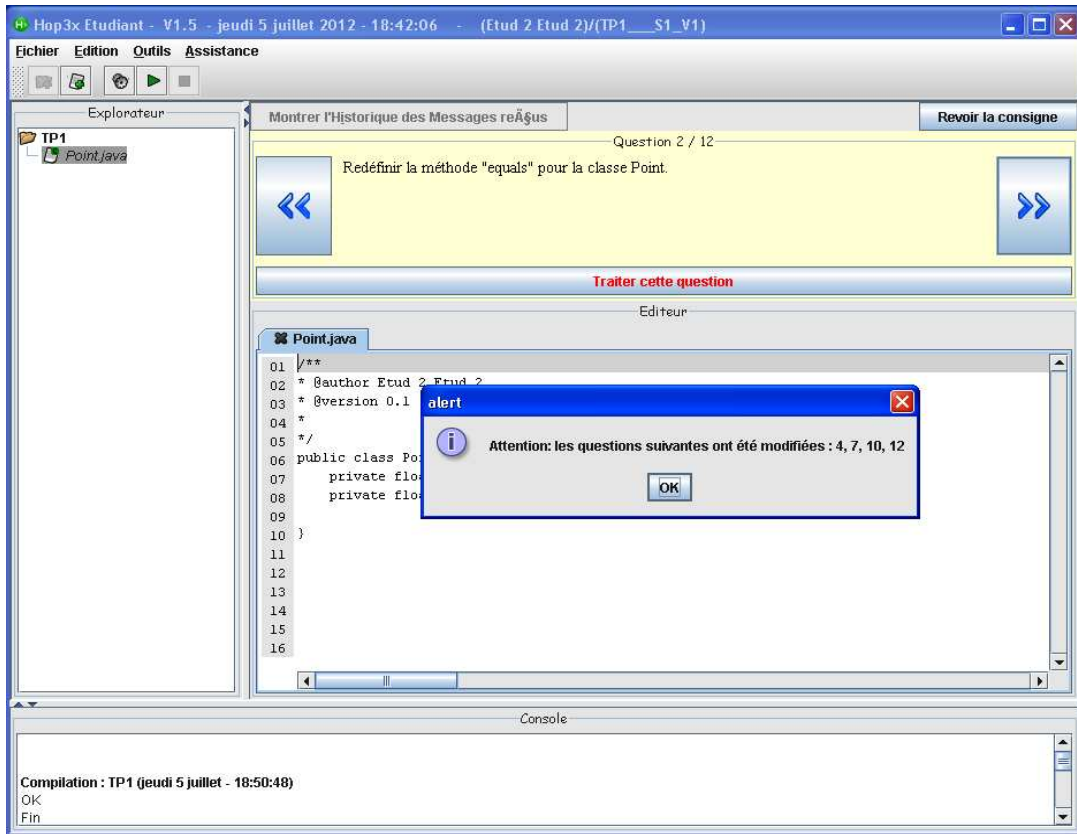 Hop3x Etudiant - V1.5 - jeudi 5 juillet 2012 - 18:42:06 - (Etud 2 Etud 2)/(TP1___S1_V1)
Fichier Edition Outils Assistance
Explorateur
TP1
Point.java
Montrer l'Historique des Messages reÃ§us
Revoir la consigne
Question 2 / 12
Redéfinir la méthode "equals" pour la classe Point.
Traiter cette question
Editeur
Point.java
01 /**
02 * @author Etud 2 Etud 2
03 * @version 0.1
04 *
05 */
06 public class Po
07 private floa
08 private floa
09
10 }
11
12
13
14
15
16
alert
Attention: les questions suivantes ont été modifiées : 4, 7, 10, 12
OK
Console
Compilation : TP1 (jeudi 5 juillet - 18:50:48)
OK
Fin